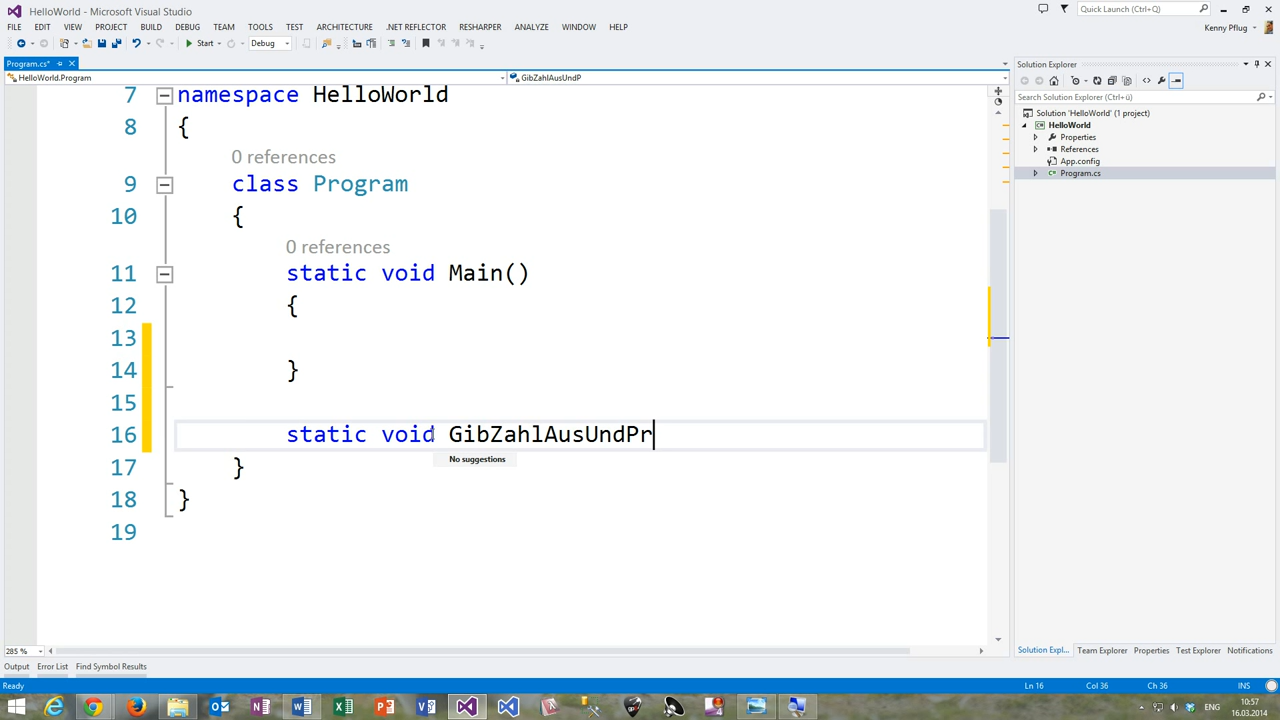 HelloWorld - Microsoft Visual Studio
Quick Launch (Ctrl+Q)
FILE EDIT VIEW PROJECT BUILD DEBUG TEAM TOOLS TEST ARCHITECTURE .NET REFLECTOR RESHARPER ANALYZE WINDOW HELP
Kenny Pflug
Start Debug
Program.cs*
HelloWorld.Program
GibZahlAusUndP
7 namespace HelloWorld
8 {
0 references
9 class Program
10 {
0 references
11 static void Main()
12 {
13
14 }
15
16 static void GibZahlAusUndPr
No suggestions
17 }
18 }
19
Solution Explorer
Search Solution Explorer (Ctrl+ü)
Solution 'HelloWorld' (1 project)
HelloWorld
Properties
References
App.config
Program.cs
285 %
Solution Expl... Team Explorer Properties Test Explorer Notifications
Output Error List Find Symbol Results
Ready
Ln 16 Col 36 Ch 36 INS
ENG
10:57
16.03.2014